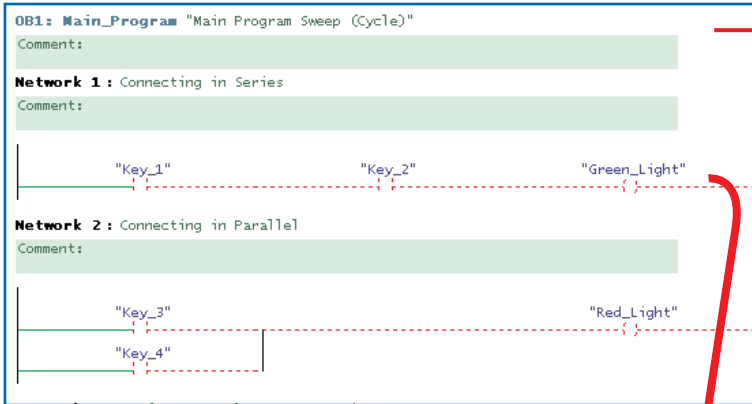 OB1: Main_Program "Main Program Sweep (Cycle)"
Comment:
Network 1 : Connecting in Series
Comment:
"Key_1" "Key_2" "Green_Light"
Network 2 : Connecting in Parallel
Comment:
"Key_3" "Red_Light"
"Key_4"